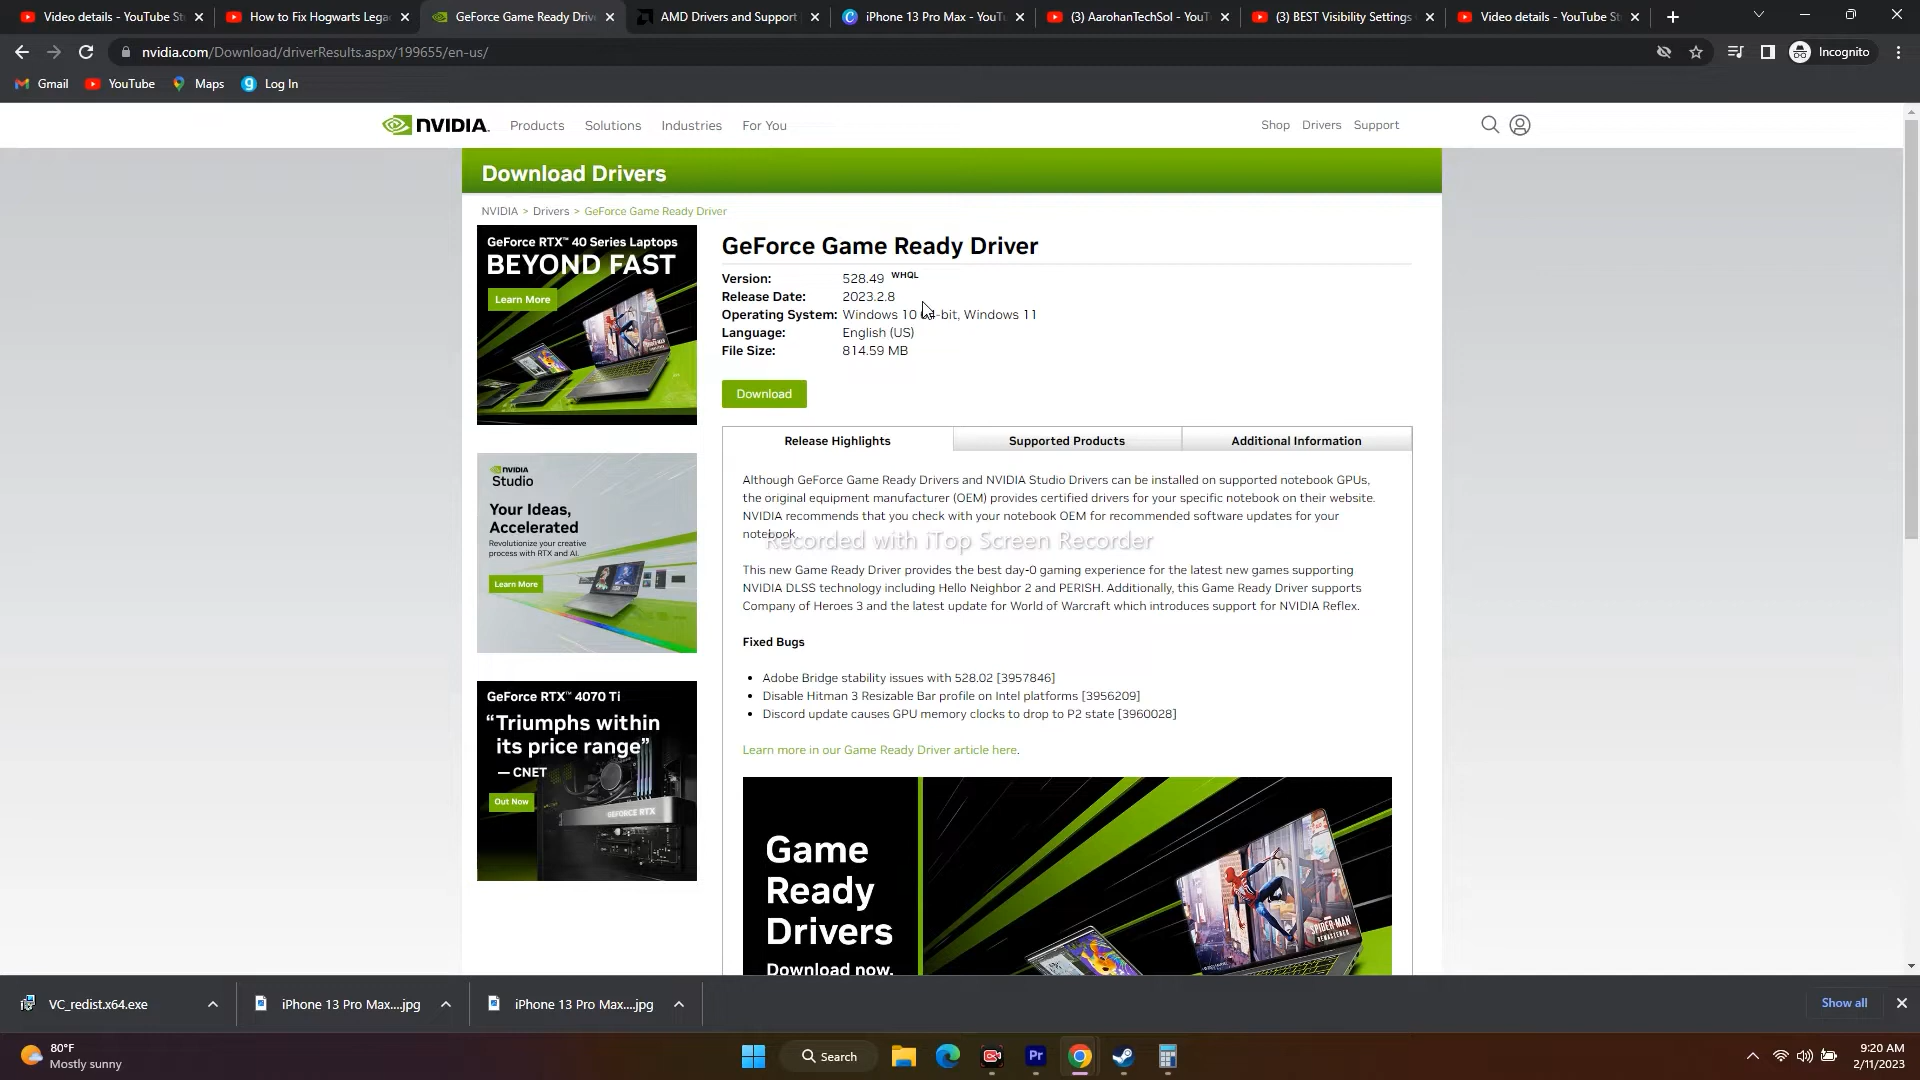 Video details - YouTube St
How to Fix Hogwarts Lega
GeForce Game Ready Drive
AMD Drivers and Support
iPhone 13 Pro Max - YouT
(3) AarohanTechSol - YouT
(3) BEST Visibility Settings
Video details - YouTube St
nvidia.com/Download/driverResults.aspx/199655/en-us/
Incognito
Gmail
YouTube
Maps
Log In
NVIDIA.
Products
Solutions
Industries
For You
Shop
Drivers
Support
Download Drivers
NVIDIA > Drivers > GeForce Game Ready Driver
GeForce RTX™ 40 Series Laptops
BEYOND FAST
Learn More
GeForce Game Ready Driver
Version: 528.49 WHQL
Release Date: 2023.2.8
Operating System: Windows 10 64-bit, Windows 11
Language: English (US)
File Size: 814.59 MB
Download
Release Highlights
Supported Products
Additional Information
Although GeForce Game Ready Drivers and NVIDIA Studio Drivers can be installed on supported notebook GPUs,
the original equipment manufacturer (OEM) provides certified drivers for your specific notebook on their website.
NVIDIA recommends that you check with your notebook OEM for recommended software updates for your
notebook.
Recorded with iTop Screen Recorder
This new Game Ready Driver provides the best day-0 gaming experience for the latest new games supporting
NVIDIA DLSS technology including Hello Neighbor 2 and PERISH. Additionally, this Game Ready Driver supports
Company of Heroes 3 and the latest update for World of Warcraft which introduces support for NVIDIA Reflex.
Fixed Bugs
• Adobe Bridge stability issues with 528.02 [3957846]
• Disable Hitman 3 Resizable Bar profile on Intel platforms [3956209]
• Discord update causes GPU memory clocks to drop to P2 state [3960028]
Learn more in our Game Ready Driver article here.
NVIDIA
Studio
Your Ideas,
Accelerated
Revolutionize your creative
process with RTX and AI.
Learn More
GeForce RTX™ 4070 Ti
“Triumphs within
its price range”
— CNET
Out Now
GEFORCE RTX
Game
Ready
Drivers
Download now.
SPIDER-MAN
REMASTERED
VC_redist.x64.exe
iPhone 13 Pro Max....jpg
iPhone 13 Pro Max....jpg
Show all
80°F
Mostly sunny
Search
Pr
9:20 AM
2/11/2023